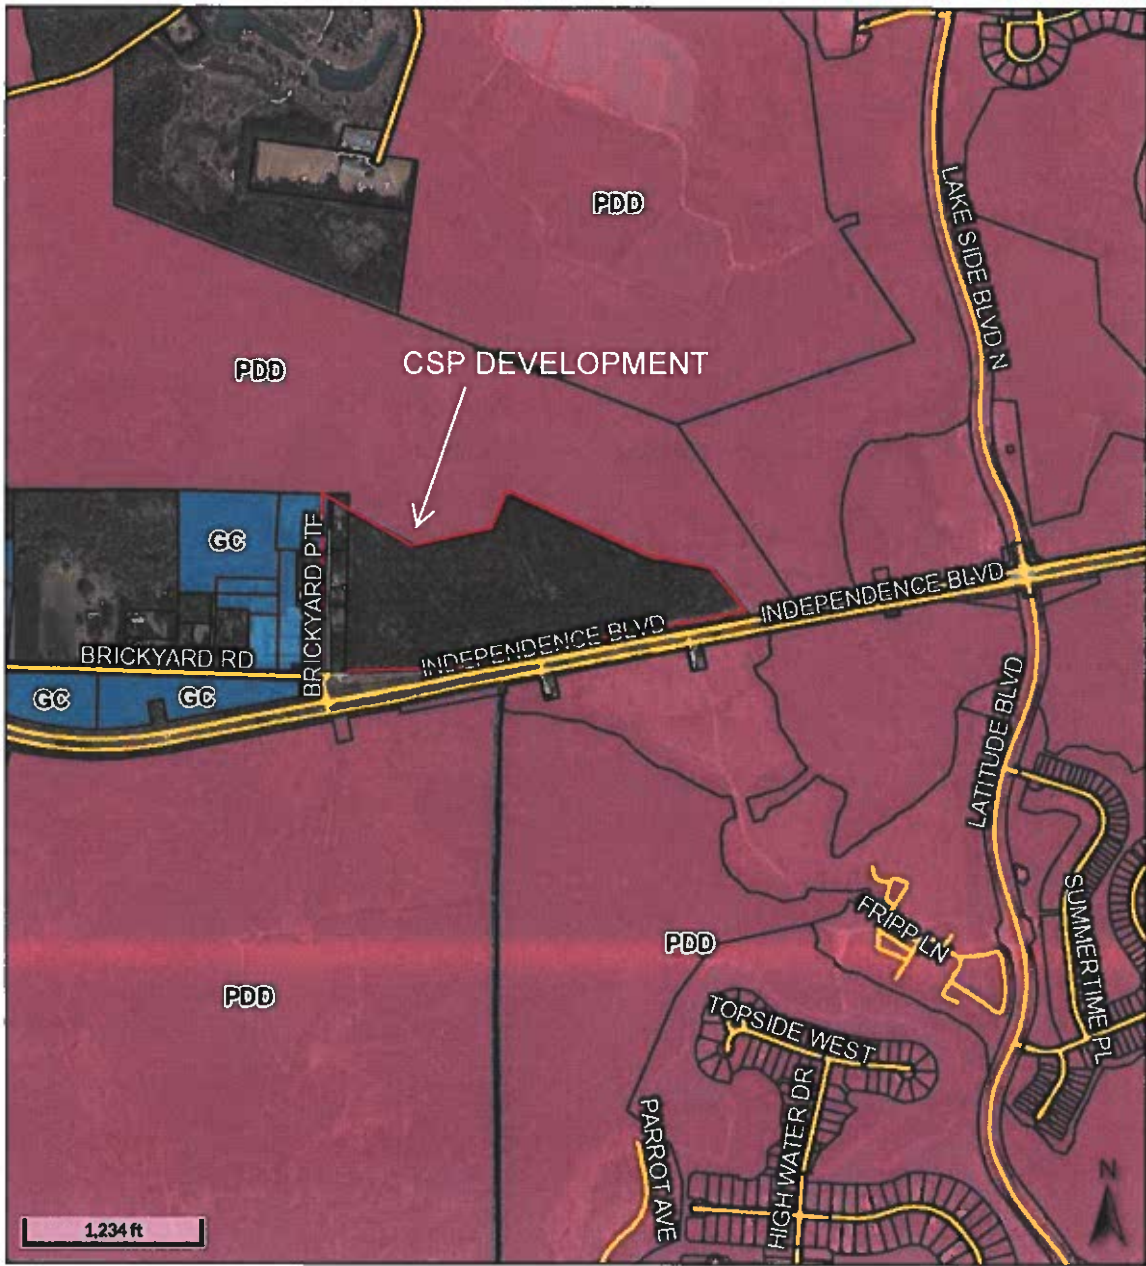 PDD
LAKE SIDE BLVD N
PDD
CSP DEVELOPMENT
GC
BRICKYARD PTF
INDEPENDENCE BLVD
INDEPENDENCE BLVD
BRICKYARD RD
GC
GC
LATITUDE BLVD
SUMMERTIME PL
FRIPP LN
PDD
PDD
TOPSIDE WEST
HIGH WATER DR
PARROT AVE
N
1,234 ft